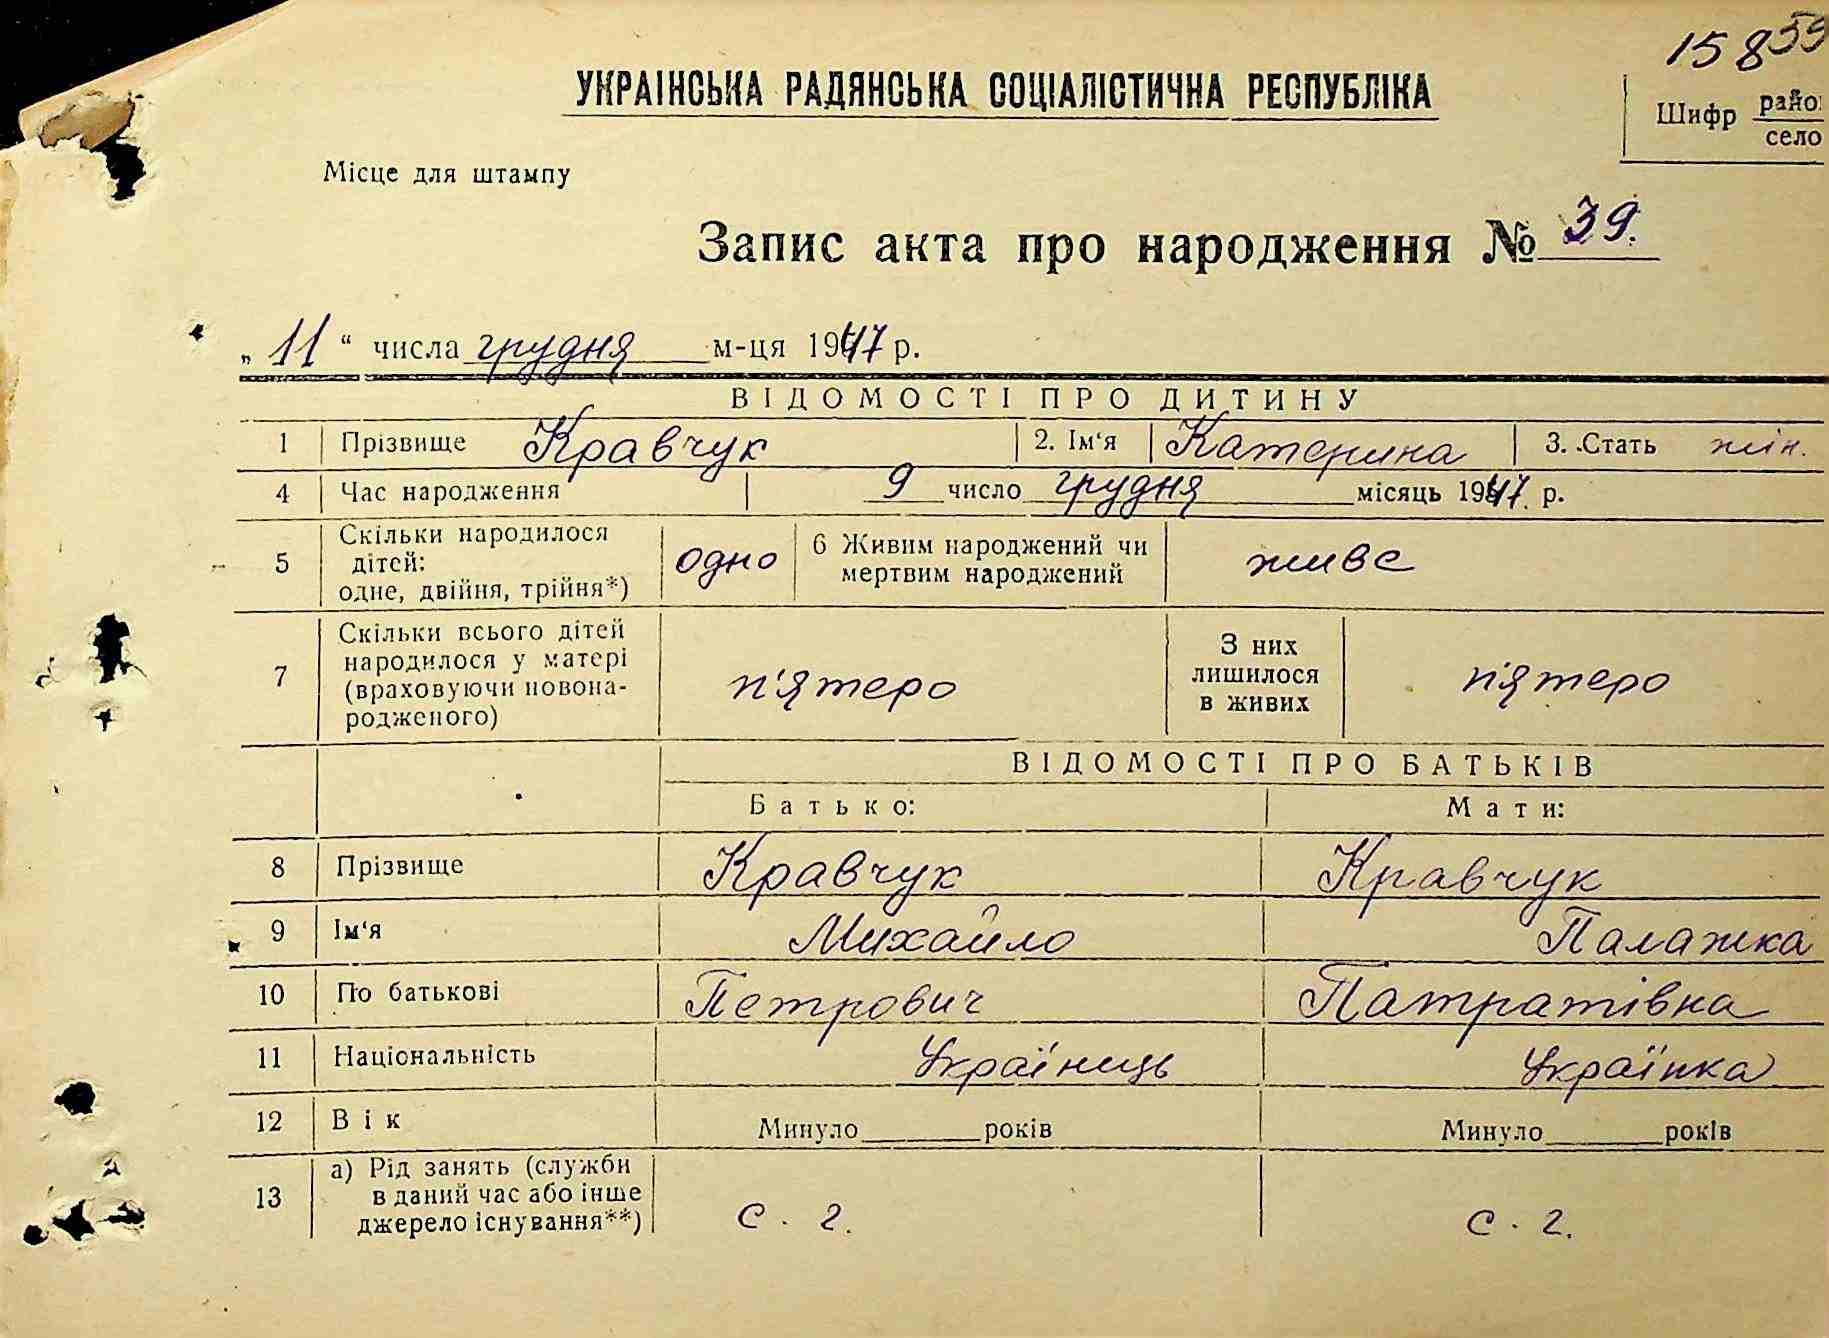 15855
УКРАЇНСЬКА РАДЯНСЬКА СОЦІАЛІСТИЧНА РЕСПУБЛІКА
Шифр райо
село
Місце для штампу
Запис акта про народження № 39.
„11“ числа грудня м-ця 1947 р.
ВІДОМОСТІ ПРО ДИТИНУ
1 Прізвище Кравчук 2. Ім‘я Катерина 3. Стать жін.
4 Час народження 9 число грудня місяць 1947 р.
5 Скільки народилося дітей: одне, двійня, трійня*) одно 6 Живим народжений чи мертвим народжений живе
7 Скільки всього дітей народилося у матері (враховуючи новонародженого) п'ятеро З них лишилося в живих п'ятеро
ВІДОМОСТІ ПРО БАТЬКІВ
Батько: Мати:
8 Прізвище Кравчук Кравчук
9 Ім‘я Михайло Палажка
10 По батькові Петрович Патратівна
11 Національність Українець Українка
12 Вік Минуло ______ років Минуло ______ років
13 а) Рід занять (служби в даний час або інше джерело існування**) с. г. с. г.